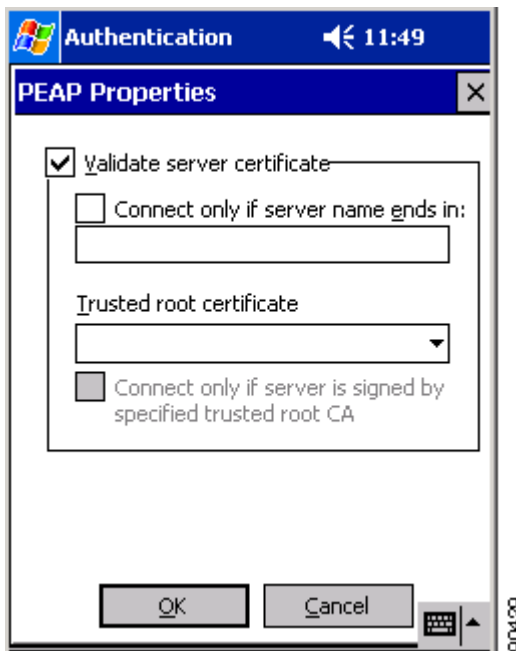 Authentication 11:49
PEAP Properties
Validate server certificate
Connect only if server name ends in:
Trusted root certificate
Connect only if server is signed by
specified trusted root CA
OK Cancel